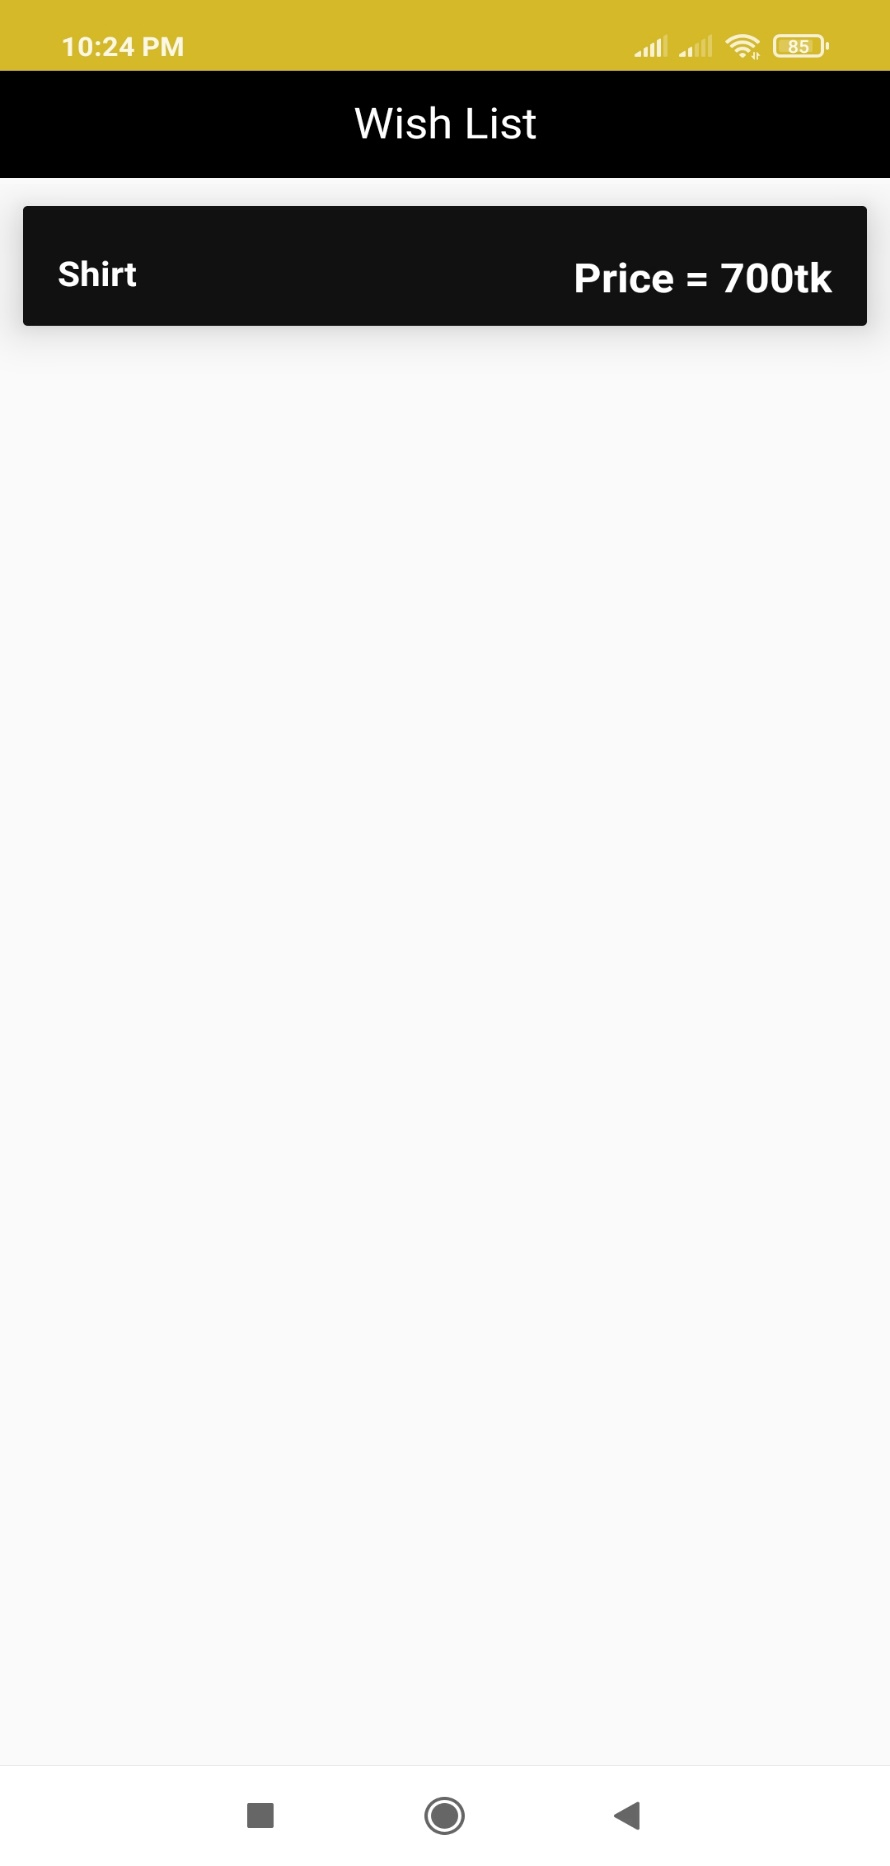 10:24 PM 85
Wish List
Shirt Price = 700tk